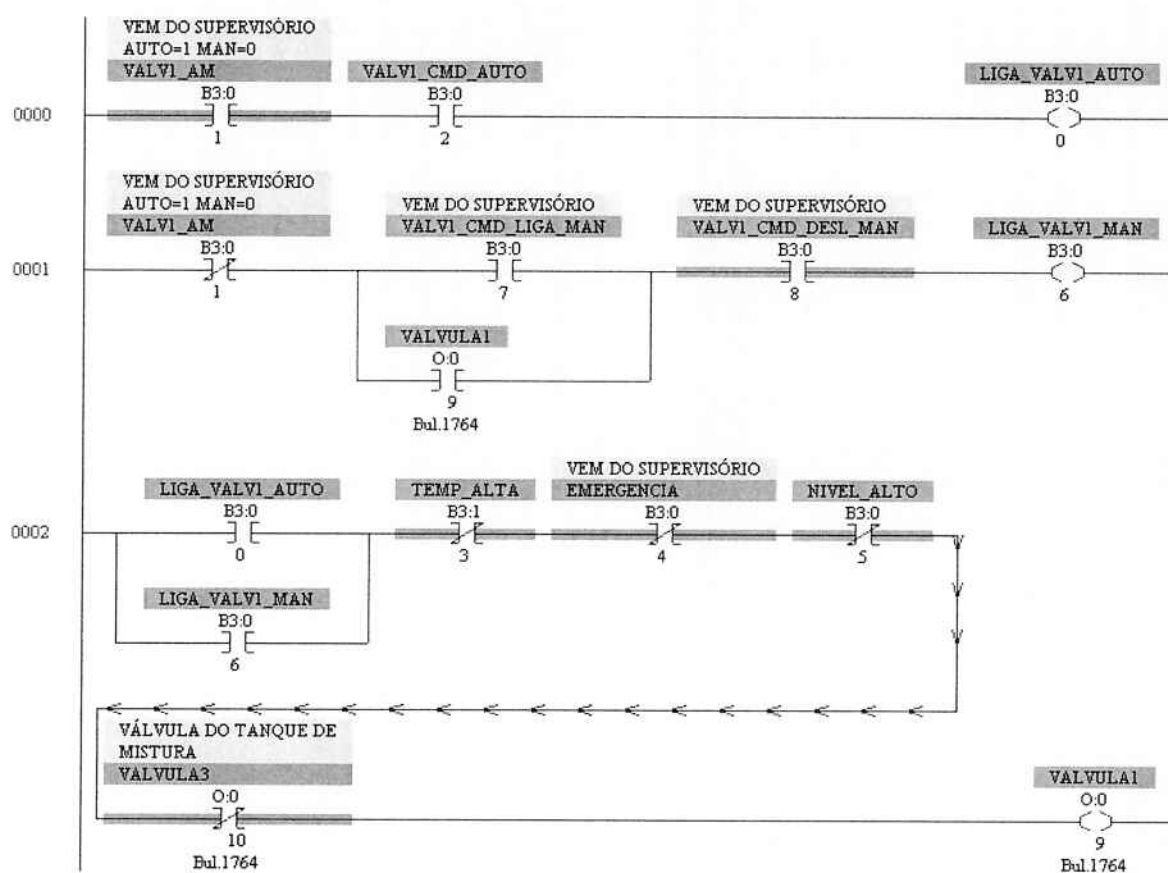 VEM DO SUPERVISÓRIO
AUTO=1 MAN=0
VALV1_AM
B3:0
1
VALV1_CMD_AUTO
B3:0
2
LIGA_VALV1_AUTO
B3:0
0
0000
VEM DO SUPERVISÓRIO
AUTO=1 MAN=0
VALV1_AM
B3:0
1
VEM DO SUPERVISÓRIO
VALV1_CMD_LIGA_MAN
B3:0
7
VEM DO SUPERVISÓRIO
VALV1_CMD_DESL_MAN
B3:0
8
LIGA_VALV1_MAN
B3:0
6
0001
VALVULA1
O:0
9
Bul.1764
LIGA_VALV1_AUTO
B3:0
0
TEMP_ALTA
B3:1
3
VEM DO SUPERVISÓRIO
EMERGENCIA
B3:0
4
NIVEL_ALTO
B3:0
5
0002
LIGA_VALV1_MAN
B3:0
6
VÁLVULA DO TANQUE DE
MISTURA
VALVULA3
O:0
10
Bul.1764
VALVULA1
O:0
9
Bul.1764